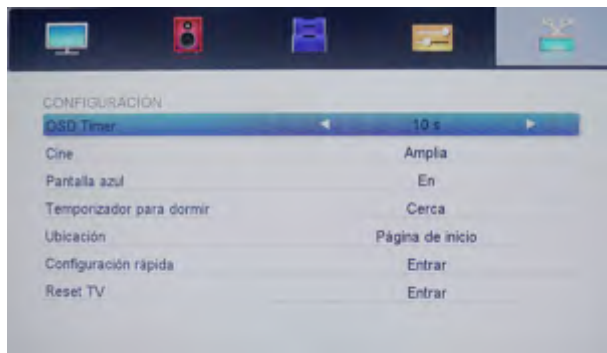 CONFIGURACIÓN
OSD Timer 10 s
Cine Amplia
Pantalla azul En
Temporizador para dormir Cerca
Ubicación Página de inicio
Configuración rápida Entrar
Reset TV Entrar